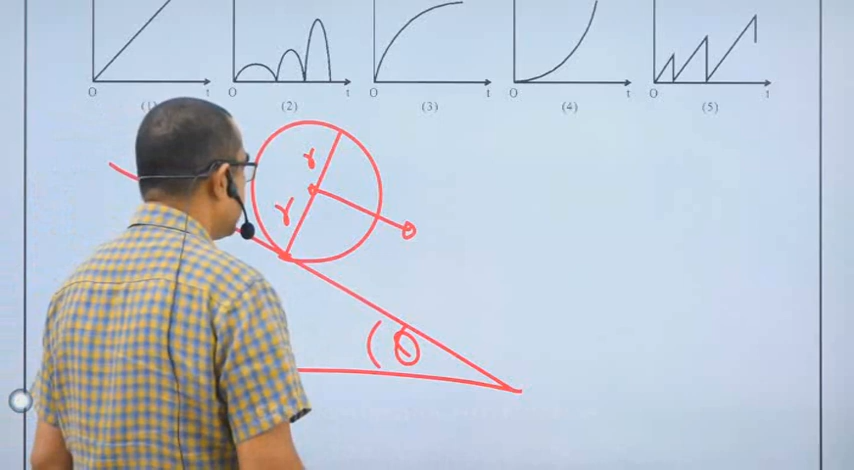 O t O t O t O t O t
(1) (2) (3) (4) (5)
r
r
θ